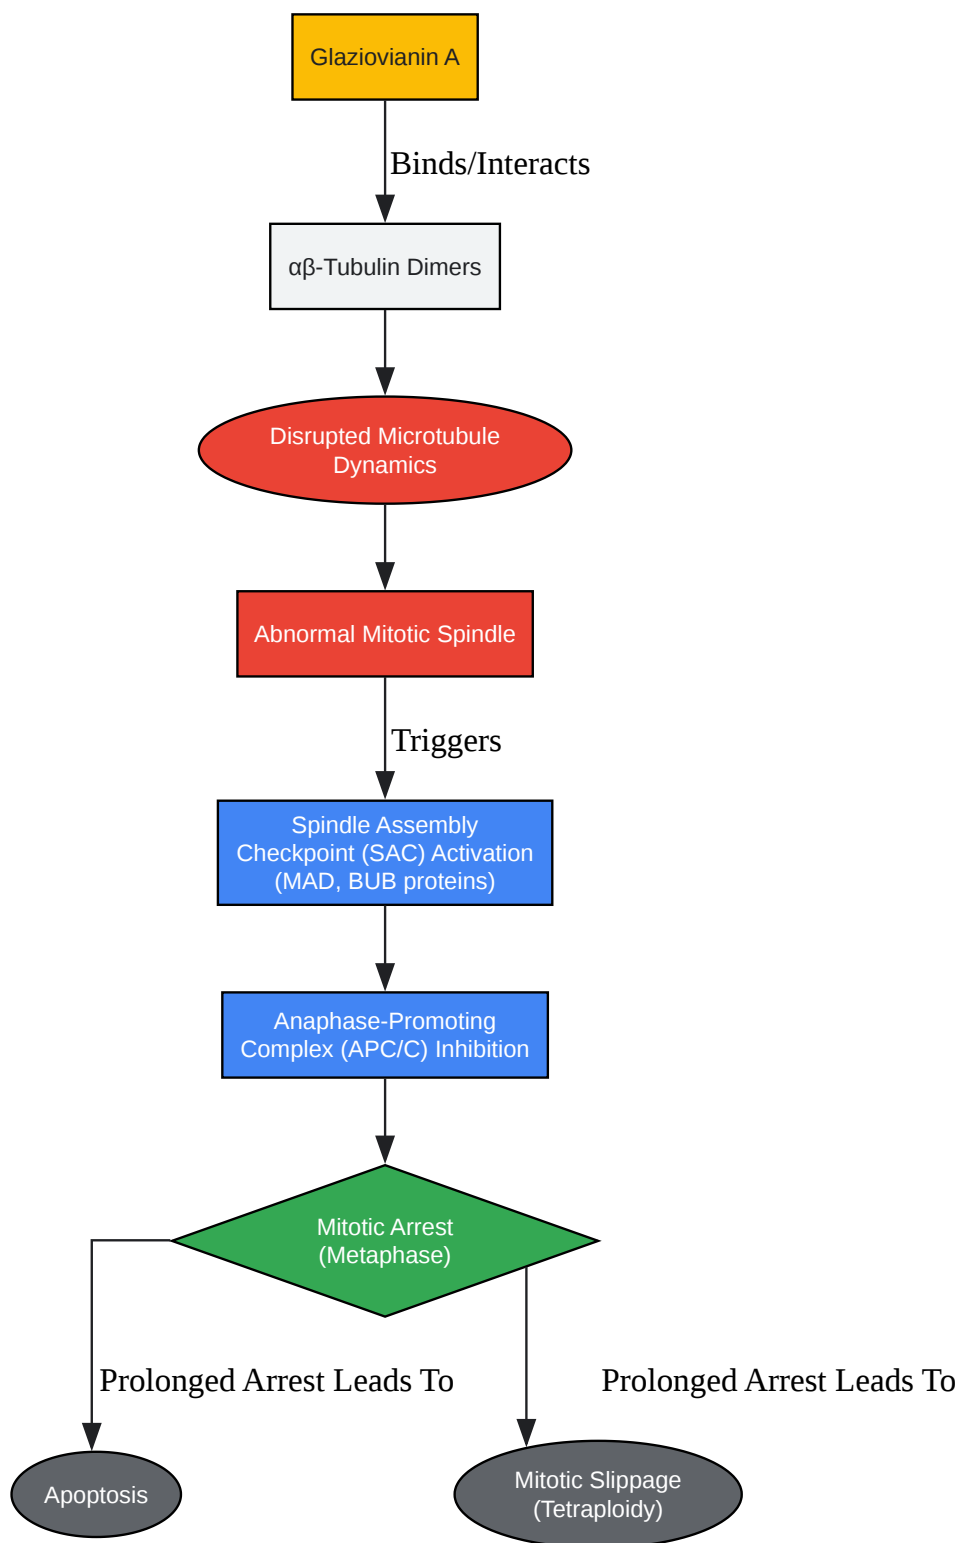 Glaziovianin A
Binds/Interacts
αβ-Tubulin Dimers
Disrupted Microtubule
Dynamics
Abnormal Mitotic Spindle
Triggers
Spindle Assembly
Checkpoint (SAC) Activation
(MAD, BUB proteins)
Anaphase-Promoting
Complex (APC/C) Inhibition
Mitotic Arrest
(Metaphase)
Prolonged Arrest Leads To
Prolonged Arrest Leads To
Apoptosis
Mitotic Slippage
(Tetraploidy)